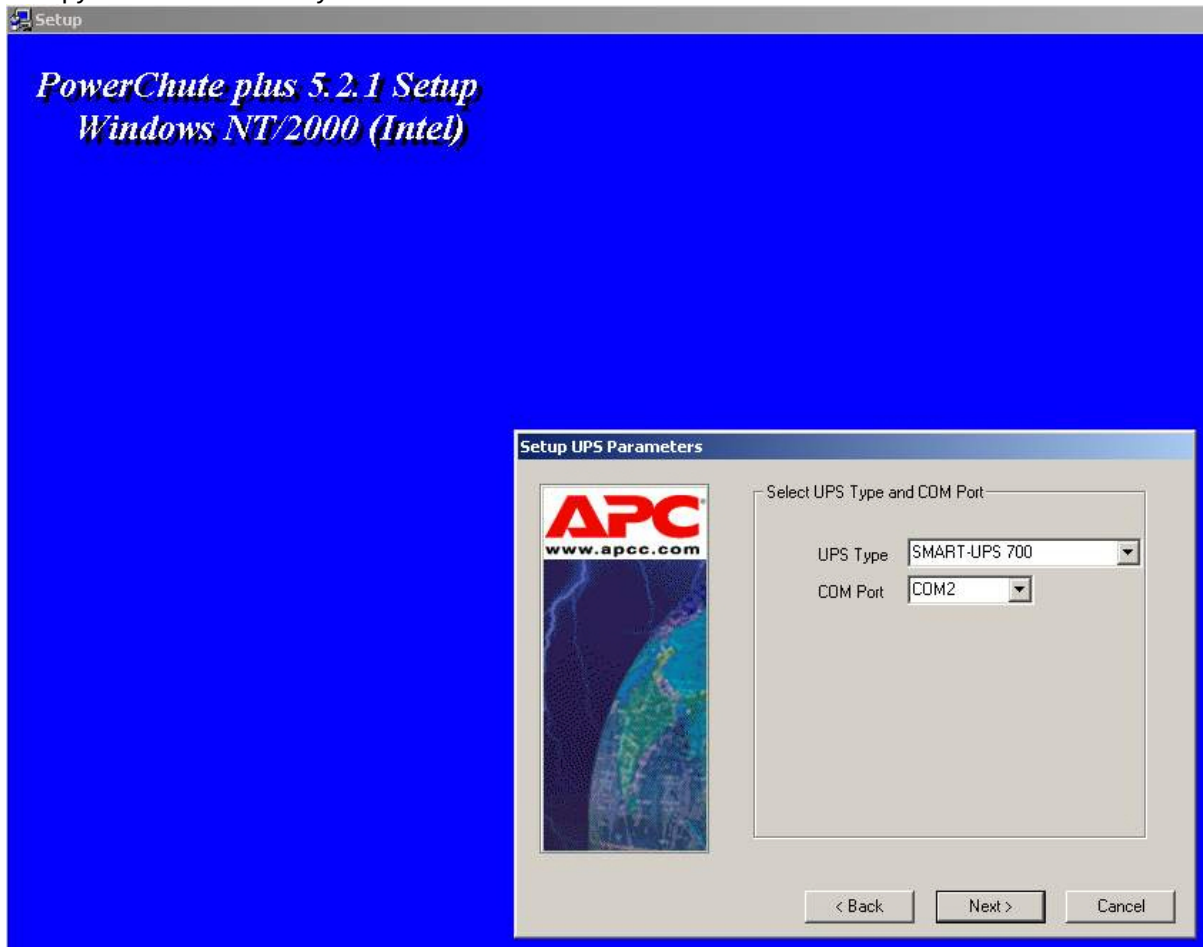 Setup
PowerChute plus 5.2.1 Setup
Windows NT/2000 (Intel)
Setup UPS Parameters
APC
www.apcc.com
Select UPS Type and COM Port
UPS Type SMART-UPS 700
COM Port COM2
< Back Next > Cancel